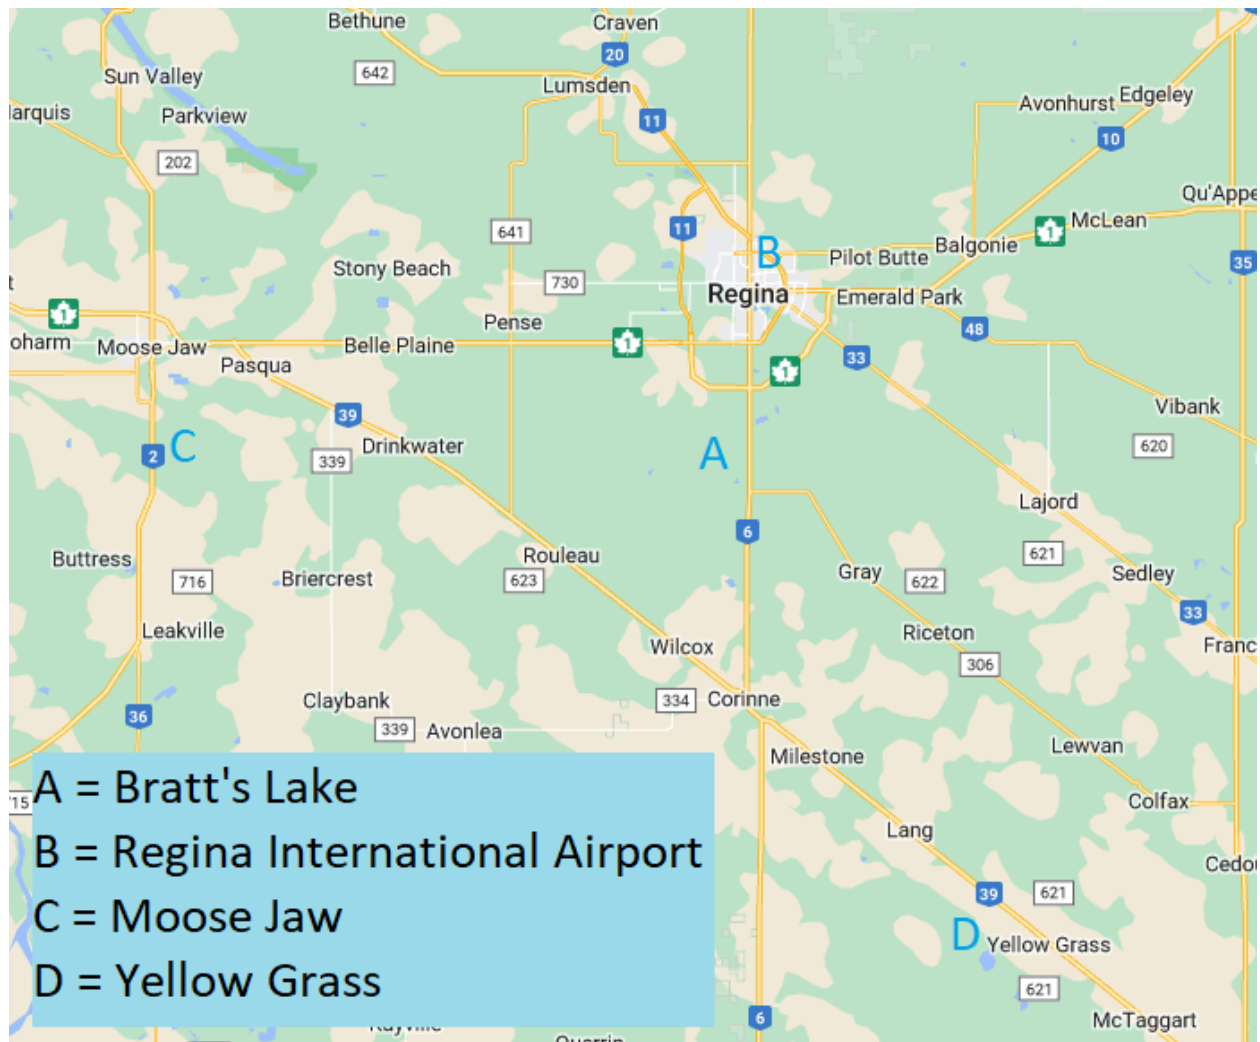 Bethune
Craven
20
642
Sun Valley
Lumsden
Edgeley
Avonhurst
arquis
Parkview
11
10
202
Qu'Appe
McLean
1
641
11
B
Balgonie
Pilot Butte
35
Stony Beach
730
t
Regina
Emerald Park
1
Pense
48
oharm
Moose Jaw
Belle Plaine
1
33
Pasqua
1
39
Vibank
C
2
339
Drinkwater
A
620
Lajord
6
Buttress
Rouleau
621
716
Briercrest
623
Gray
622
Sedley
33
Leakville
Riceton
Wilcox
Franc
306
Claybank
334
Corinne
36
339
Avonlea
Lewvan
Milestone
715
Colfax
Lang
Cedou
39
621
D
Yellow Grass
621
6
McTaggart
A = Bratt's Lake
B = Regina International Airport
C = Moose Jaw
D = Yellow Grass